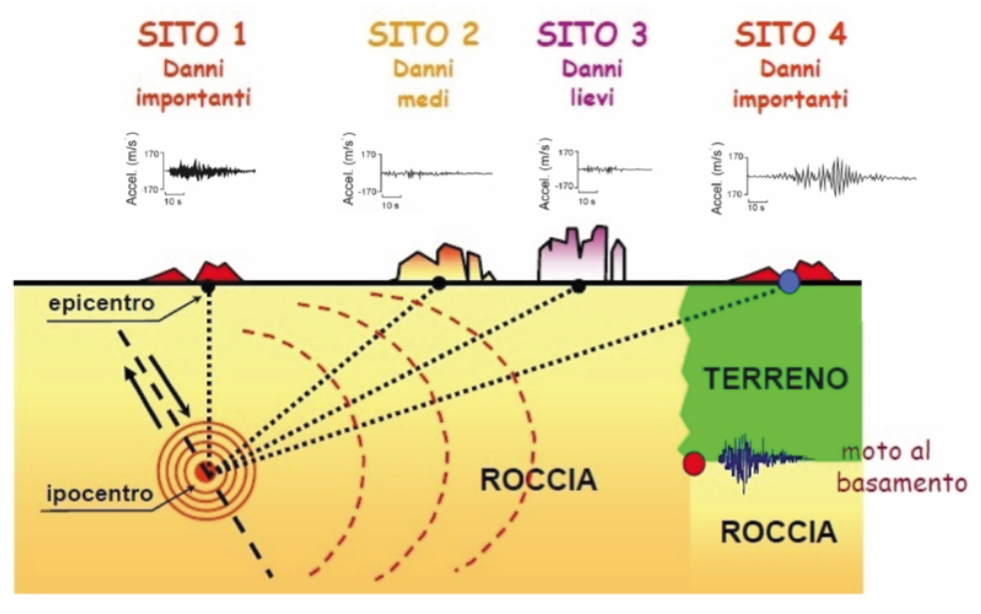 SITO 1
Danni
importanti
SITO 2
Danni
medi
SITO 3
Danni
lievi
SITO 4
Danni
importanti
Accel. (m/s)
170
-170
10 s
Accel. (m/s)
170
-170
10 s
Accel. (m/s)
170
-170
10 s
Accel. (m/s)
170
170
10 s
epicentro
TERRENO
moto al
basamento
ipocentro
ROCCIA
ROCCIA